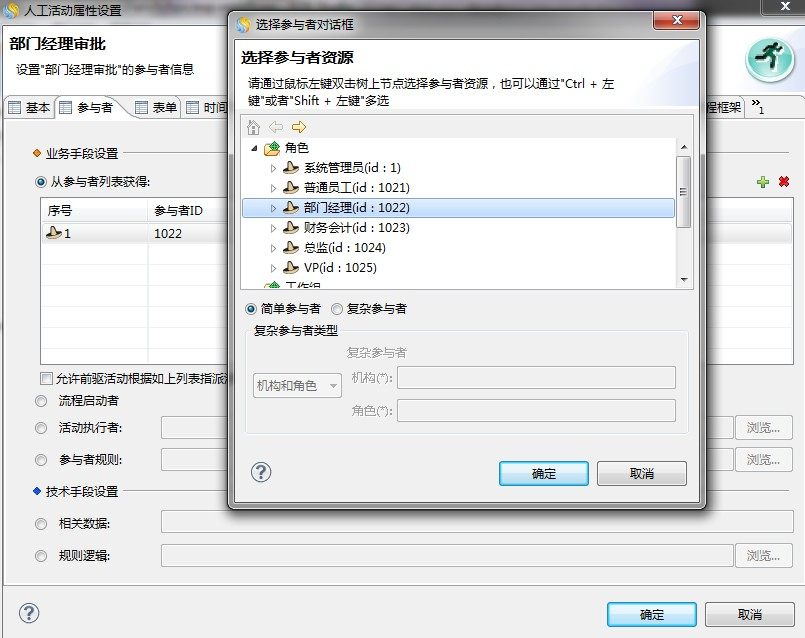 人工活动属性设置
部门经理审批
设置"部门经理审批"的参与者信息
基本
参与者
表单
时间
程框架
1
业务手段设置
从参与者列表获得:
序号
参与者ID
1
1022
允许前驱活动根据如上列表指派
流程启动者
活动执行者:
浏览...
参与者规则:
浏览...
技术手段设置
相关数据:
规则逻辑:
浏览...
确定
取消
选择参与者对话框
选择参与者资源
请通过鼠标左键双击树上节点选择参与者资源，也可以通过"Ctrl + 左
键"或者"Shift + 左键"多选
角色
系统管理员(id : 1)
普通员工(id : 1021)
部门经理(id : 1022)
财务会计(id : 1023)
总监(id : 1024)
VP(id : 1025)
工作组
简单参与者
复杂参与者
复杂参与者类型
复杂参与者
机构和角色
机构(*):
角色(*):
确定
取消